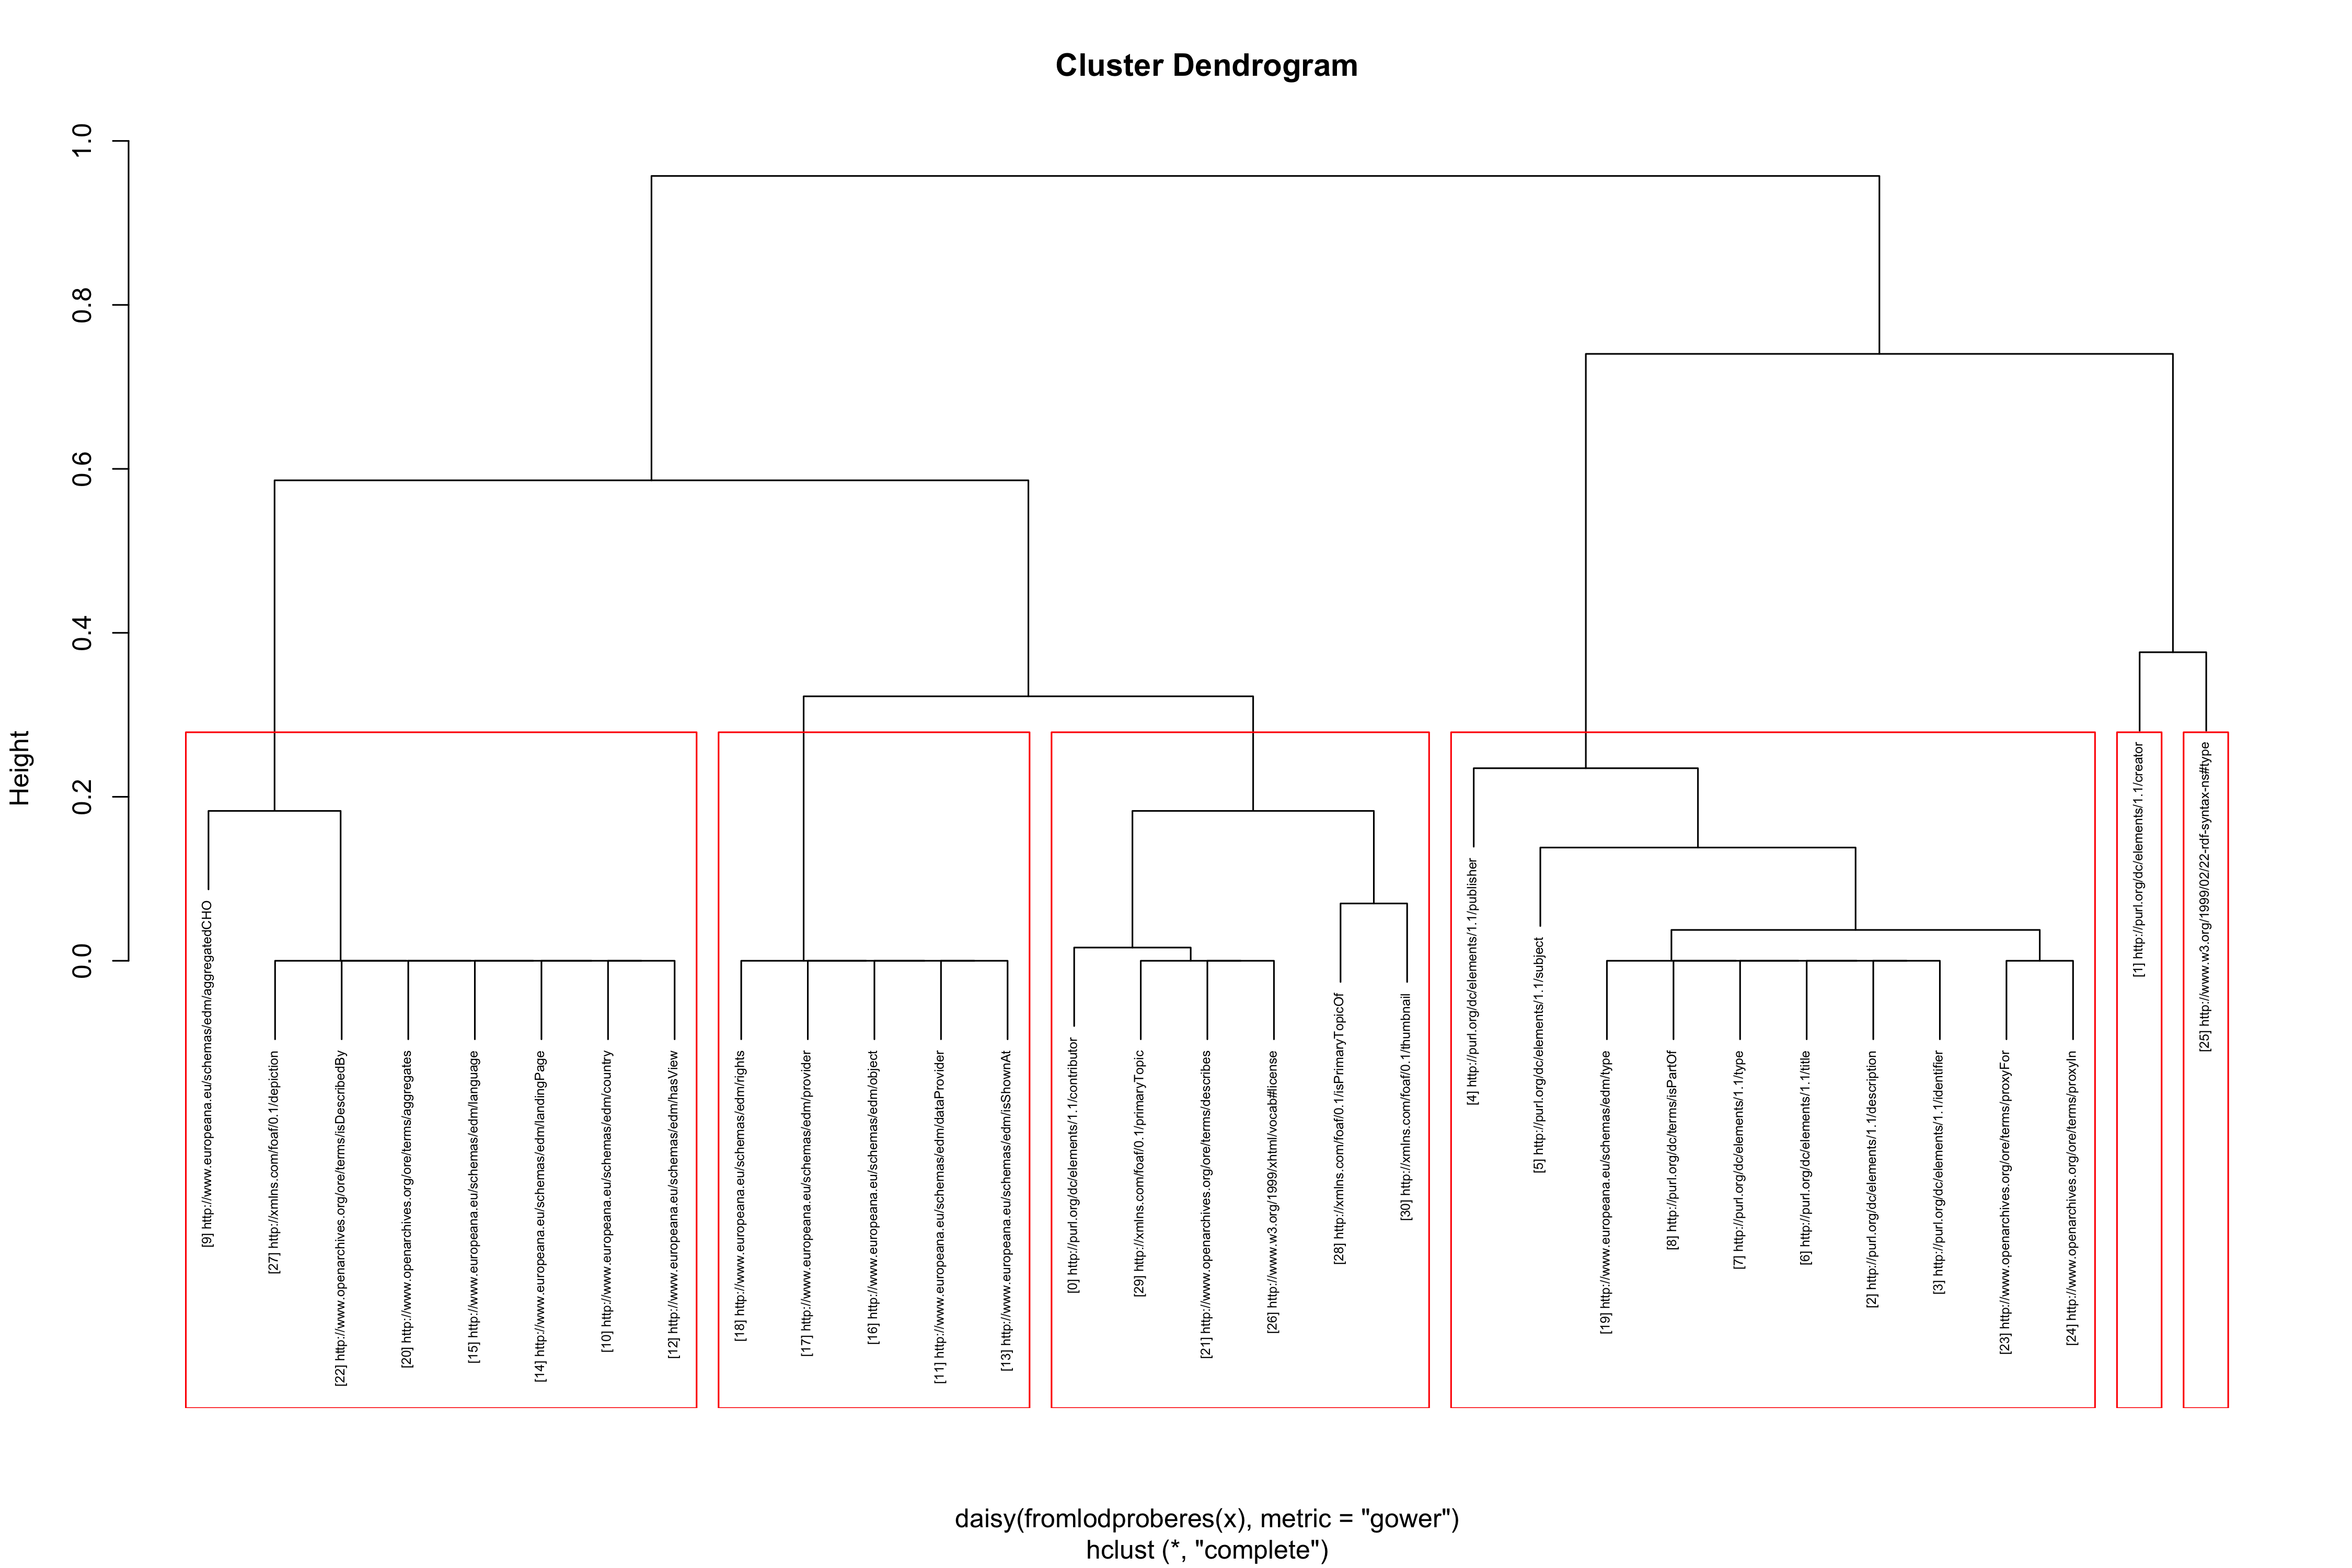 Cluster Dendrogram
Height
1.0
0.8
0.6
0.4
0.2
0.0
[9] http://www.europeana.eu/schemas/edm/aggregatedCHO
[27] http://xmlns.com/foaf/0.1/depiction
[22] http://www.openarchives.org/ore/terms/isDescribedBy
[20] http://www.openarchives.org/ore/terms/aggregates
[15] http://www.europeana.eu/schemas/edm/language
[14] http://www.europeana.eu/schemas/edm/landingPage
[10] http://www.europeana.eu/schemas/edm/country
[12] http://www.europeana.eu/schemas/edm/hasView
[18] http://www.europeana.eu/schemas/edm/rights
[17] http://www.europeana.eu/schemas/edm/provider
[16] http://www.europeana.eu/schemas/edm/object
[11] http://www.europeana.eu/schemas/edm/dataProvider
[13] http://www.europeana.eu/schemas/edm/isShownAt
[0] http://purl.org/dc/elements/1.1/contributor
[29] http://xmlns.com/foaf/0.1/primaryTopic
[21] http://www.openarchives.org/ore/terms/describes
[26] http://www.w3.org/1999/xhtml/vocab#license
[28] http://xmlns.com/foaf/0.1/isPrimaryTopicOf
[30] http://xmlns.com/foaf/0.1/thumbnail
[4] http://purl.org/dc/elements/1.1/publisher
[5] http://purl.org/dc/elements/1.1/subject
[19] http://www.europeana.eu/schemas/edm/type
[8] http://purl.org/dc/terms/isPartOf
[7] http://purl.org/dc/elements/1.1/type
[6] http://purl.org/dc/elements/1.1/title
[2] http://purl.org/dc/elements/1.1/description
[3] http://purl.org/dc/elements/1.1/identifier
[23] http://www.openarchives.org/ore/terms/proxyFor
[24] http://www.openarchives.org/ore/terms/proxyIn
[1] http://purl.org/dc/elements/1.1/creator
[25] http://www.w3.org/1999/02/22-rdf-syntax-ns#type
daisy(fromlodproberes(x), metric = "gower")
hclust (*, "complete")